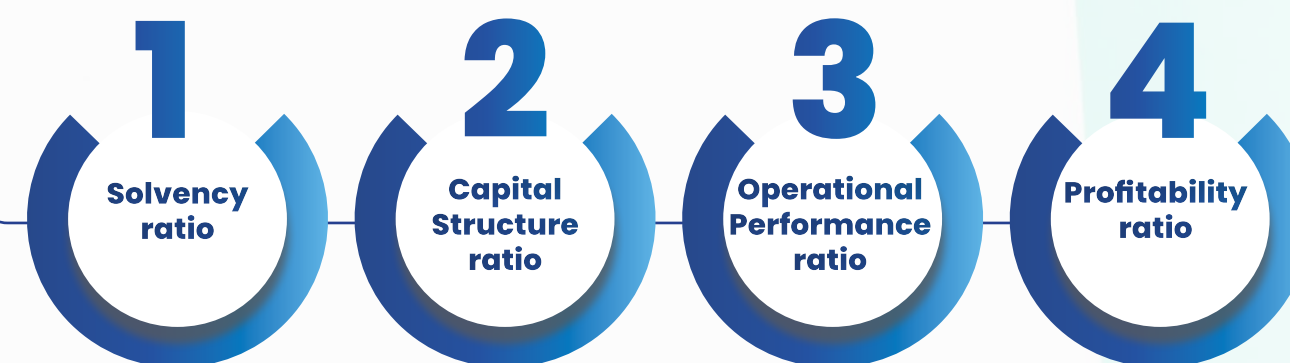 1
Solvency
ratio
2
Capital
Structure
ratio
3
Operational
Performance
ratio
4
Profitability
ratio